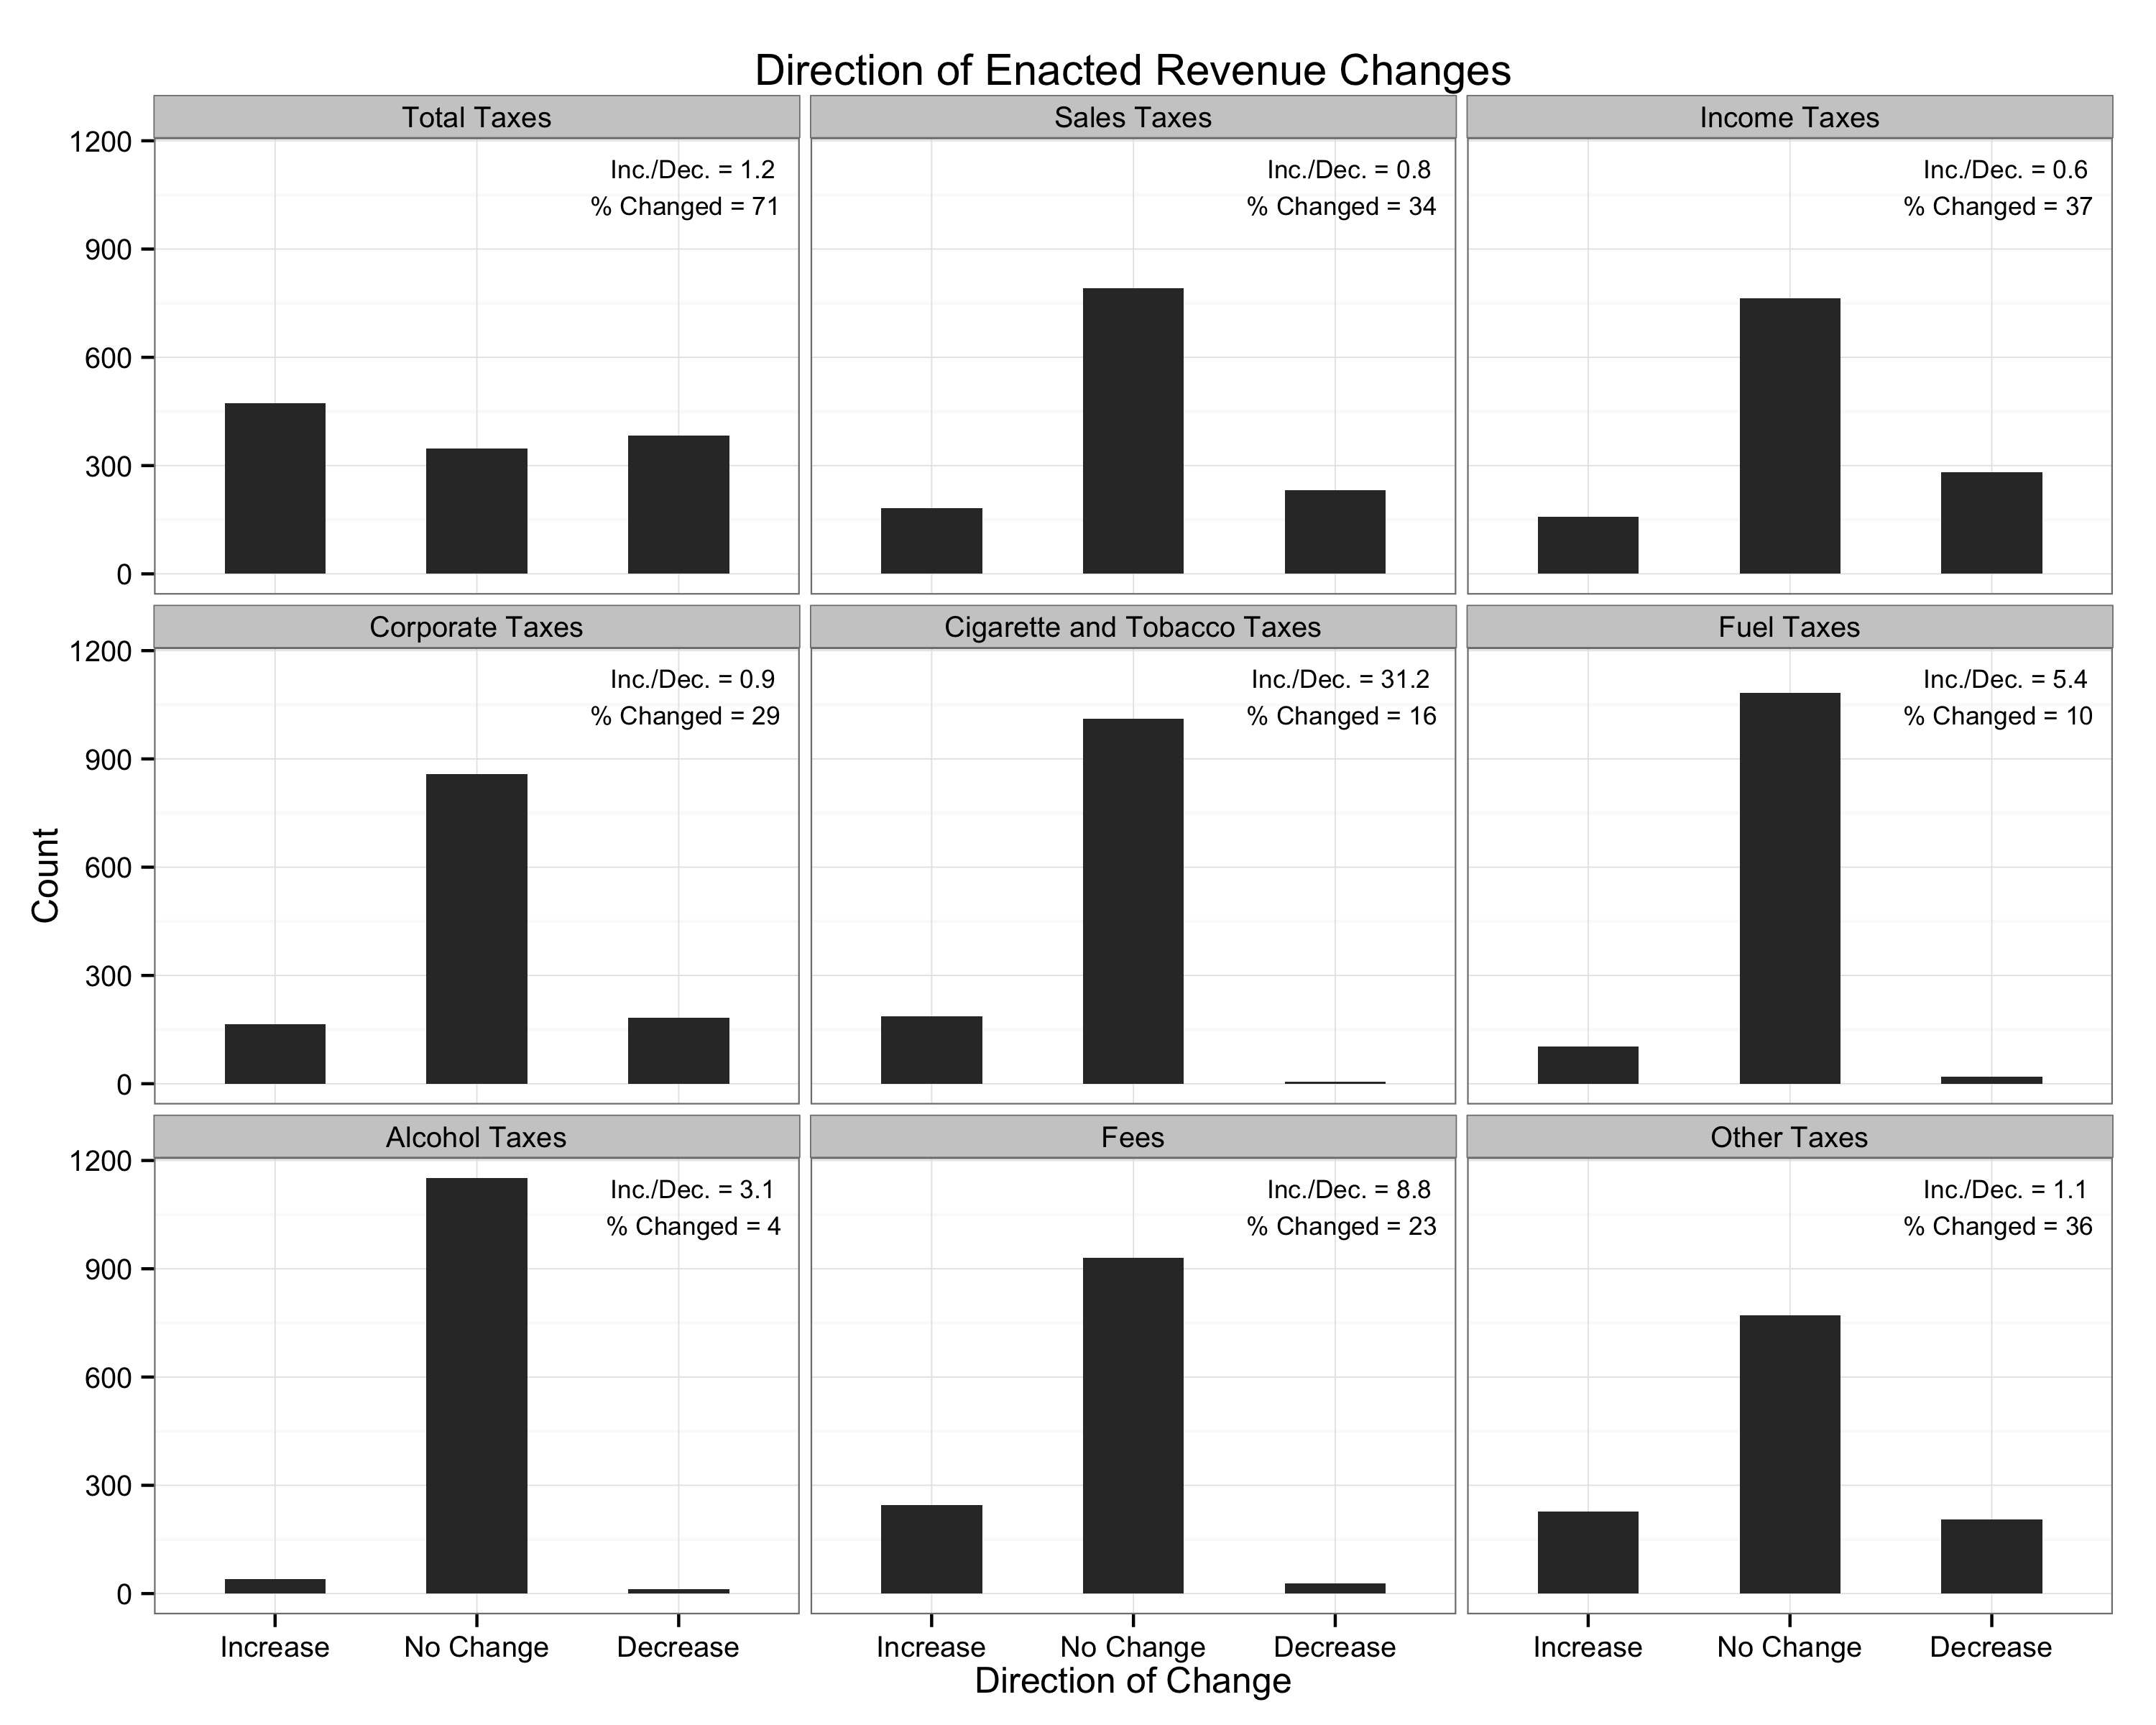 Direction of Enacted Revenue Changes
Total Taxes
Sales Taxes
Income Taxes
1200
900
600
300
0
Inc./Dec. = 1.2
% Changed = 71
Inc./Dec. = 0.8
% Changed = 34
Inc./Dec. = 0.6
% Changed = 37
Corporate Taxes
Cigarette and Tobacco Taxes
Fuel Taxes
1200
900
600
300
0
Inc./Dec. = 0.9
% Changed = 29
Inc./Dec. = 31.2
% Changed = 16
Inc./Dec. = 5.4
% Changed = 10
Count
Alcohol Taxes
Fees
Other Taxes
1200
900
600
300
0
Inc./Dec. = 3.1
% Changed = 4
Inc./Dec. = 8.8
% Changed = 23
Inc./Dec. = 1.1
% Changed = 36
Increase No Change Decrease
Increase No Change Decrease
Increase No Change Decrease
Direction of Change